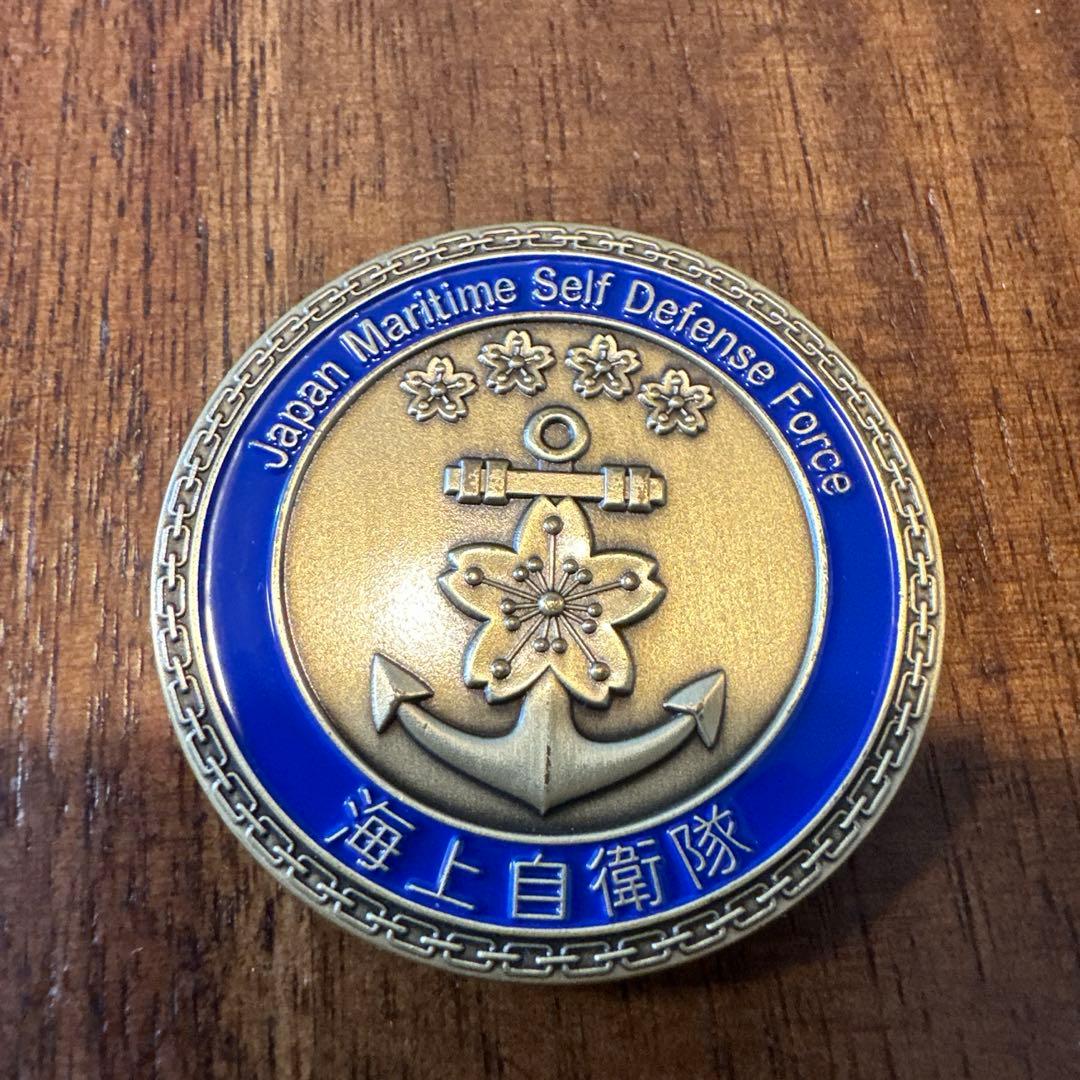 Japan Maritime Self Defense Force
海上自衛隊